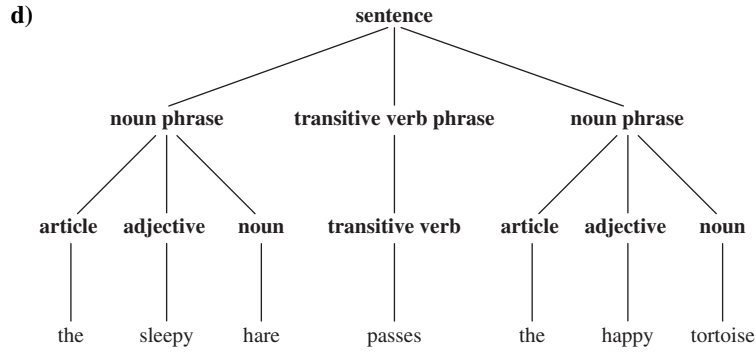 d)
sentence
noun phrase transitive verb phrase noun phrase
article adjective noun transitive verb article adjective noun
the sleepy hare passes the happy tortoise